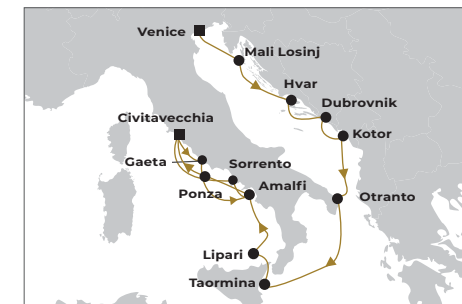 Venice
Mali Losinj
Hvar
Dubrovnik
Civitavecchia
Kotor
Gaeta
Sorrento
Ponza
Amalfi
Otranto
Lipari
Taormina